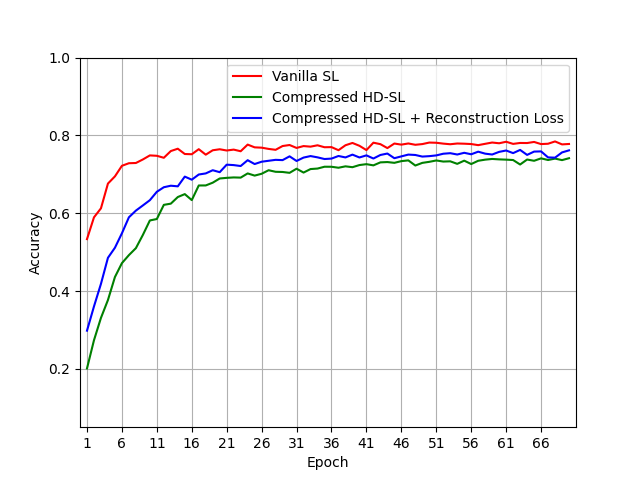 1.0
Vanilla SL
Compressed HD-SL
Compressed HD-SL + Reconstruction Loss
0.8
0.6
Accuracy
0.4
0.2
1 6 11 16 21 26 31 36 41 46 51 56 61 66
Epoch